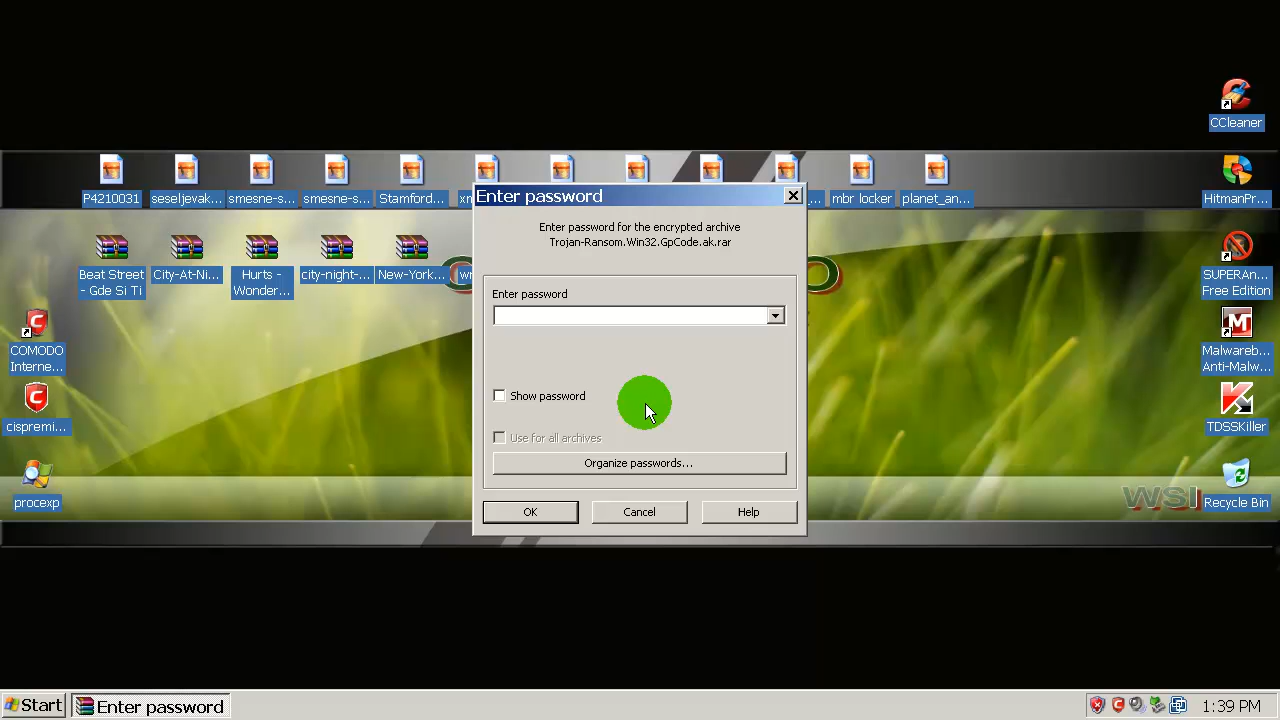 CCleaner
P4210031
seseljevak...
smesne-s...
smesne-s...
Stamford...
mbr locker
planet_an...
HitmanPr...
Enter password
Enter password for the encrypted archive
Trojan-Ransom.Win32.GpCode.ak.rar
Beat Street
- Gde Si Ti
City-At-Ni...
Hurts -
Wonder...
city-night-...
New-York...
SUPERAn...
Free Edition
Enter password
COMODO
Interne...
Malwareb...
Anti-Malw...
Show password
cispremi...
TDSSKiller
Use for all archives
Organize passwords...
procexp
WSI
Recycle Bin
OK
Cancel
Help
Start
Enter password
1:39 PM